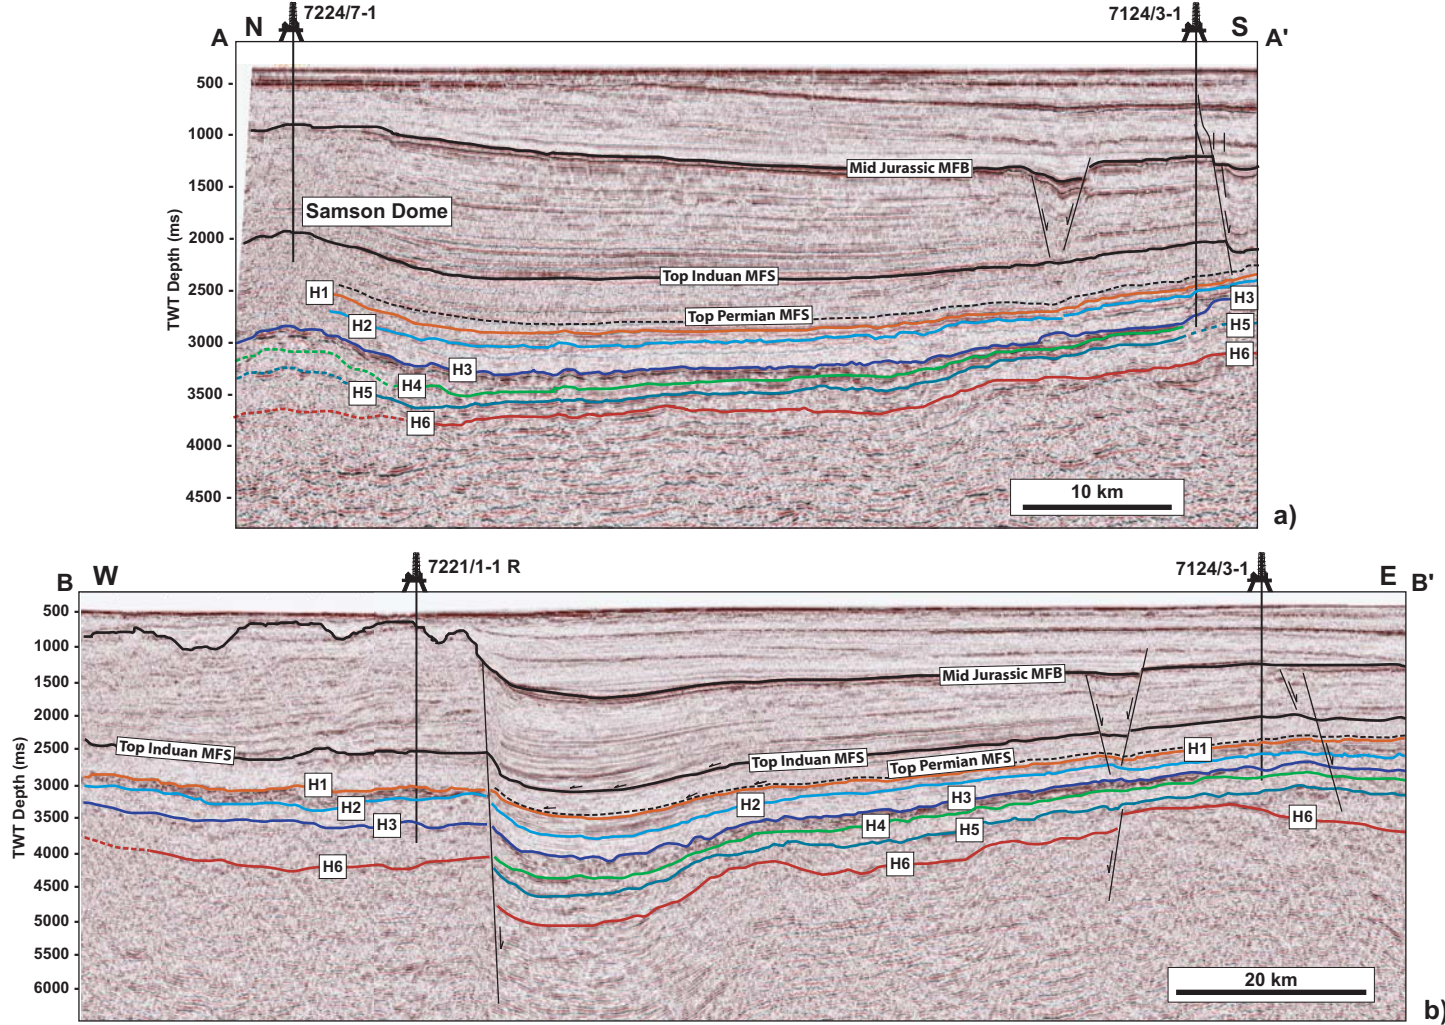 7224/7-1
7124/3-1
A N
S A'
500
1000
Mid Jurassic MFB
1500
Samson Dome
2000
TWT Depth (ms)
Top Induan MFS
2500
H1
H3
Top Permian MFS
H2
H5
3000
H6
H3
H4
H5
3500
H6
4000
4500
10 km
a)
7221/1-1 R
7124/3-1
B W
E B'
500
1000
Mid Jurassic MFB
1500
2000
Top Induan MFS
2500
TWT Depth (ms)
Top Induan MFS
Top Permian MFS
H1
3000
H1
H2
H2
H3
3500
H3
H4
H5
H6
4000
H6
H6
4500
5000
5500
6000
20 km
b)